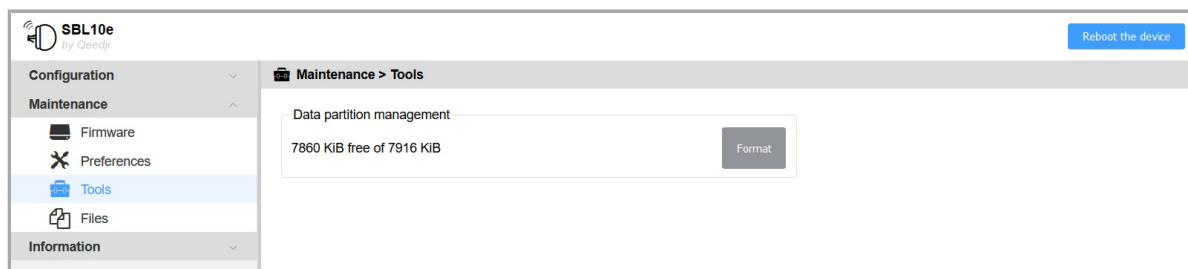 SBL10e
by Qeedji
Reboot the device
Configuration
Maintenance
Firmware
Preferences
Tools
Files
Information
Maintenance > Tools
Data partition management
7860 KiB free of 7916 KiB
Format